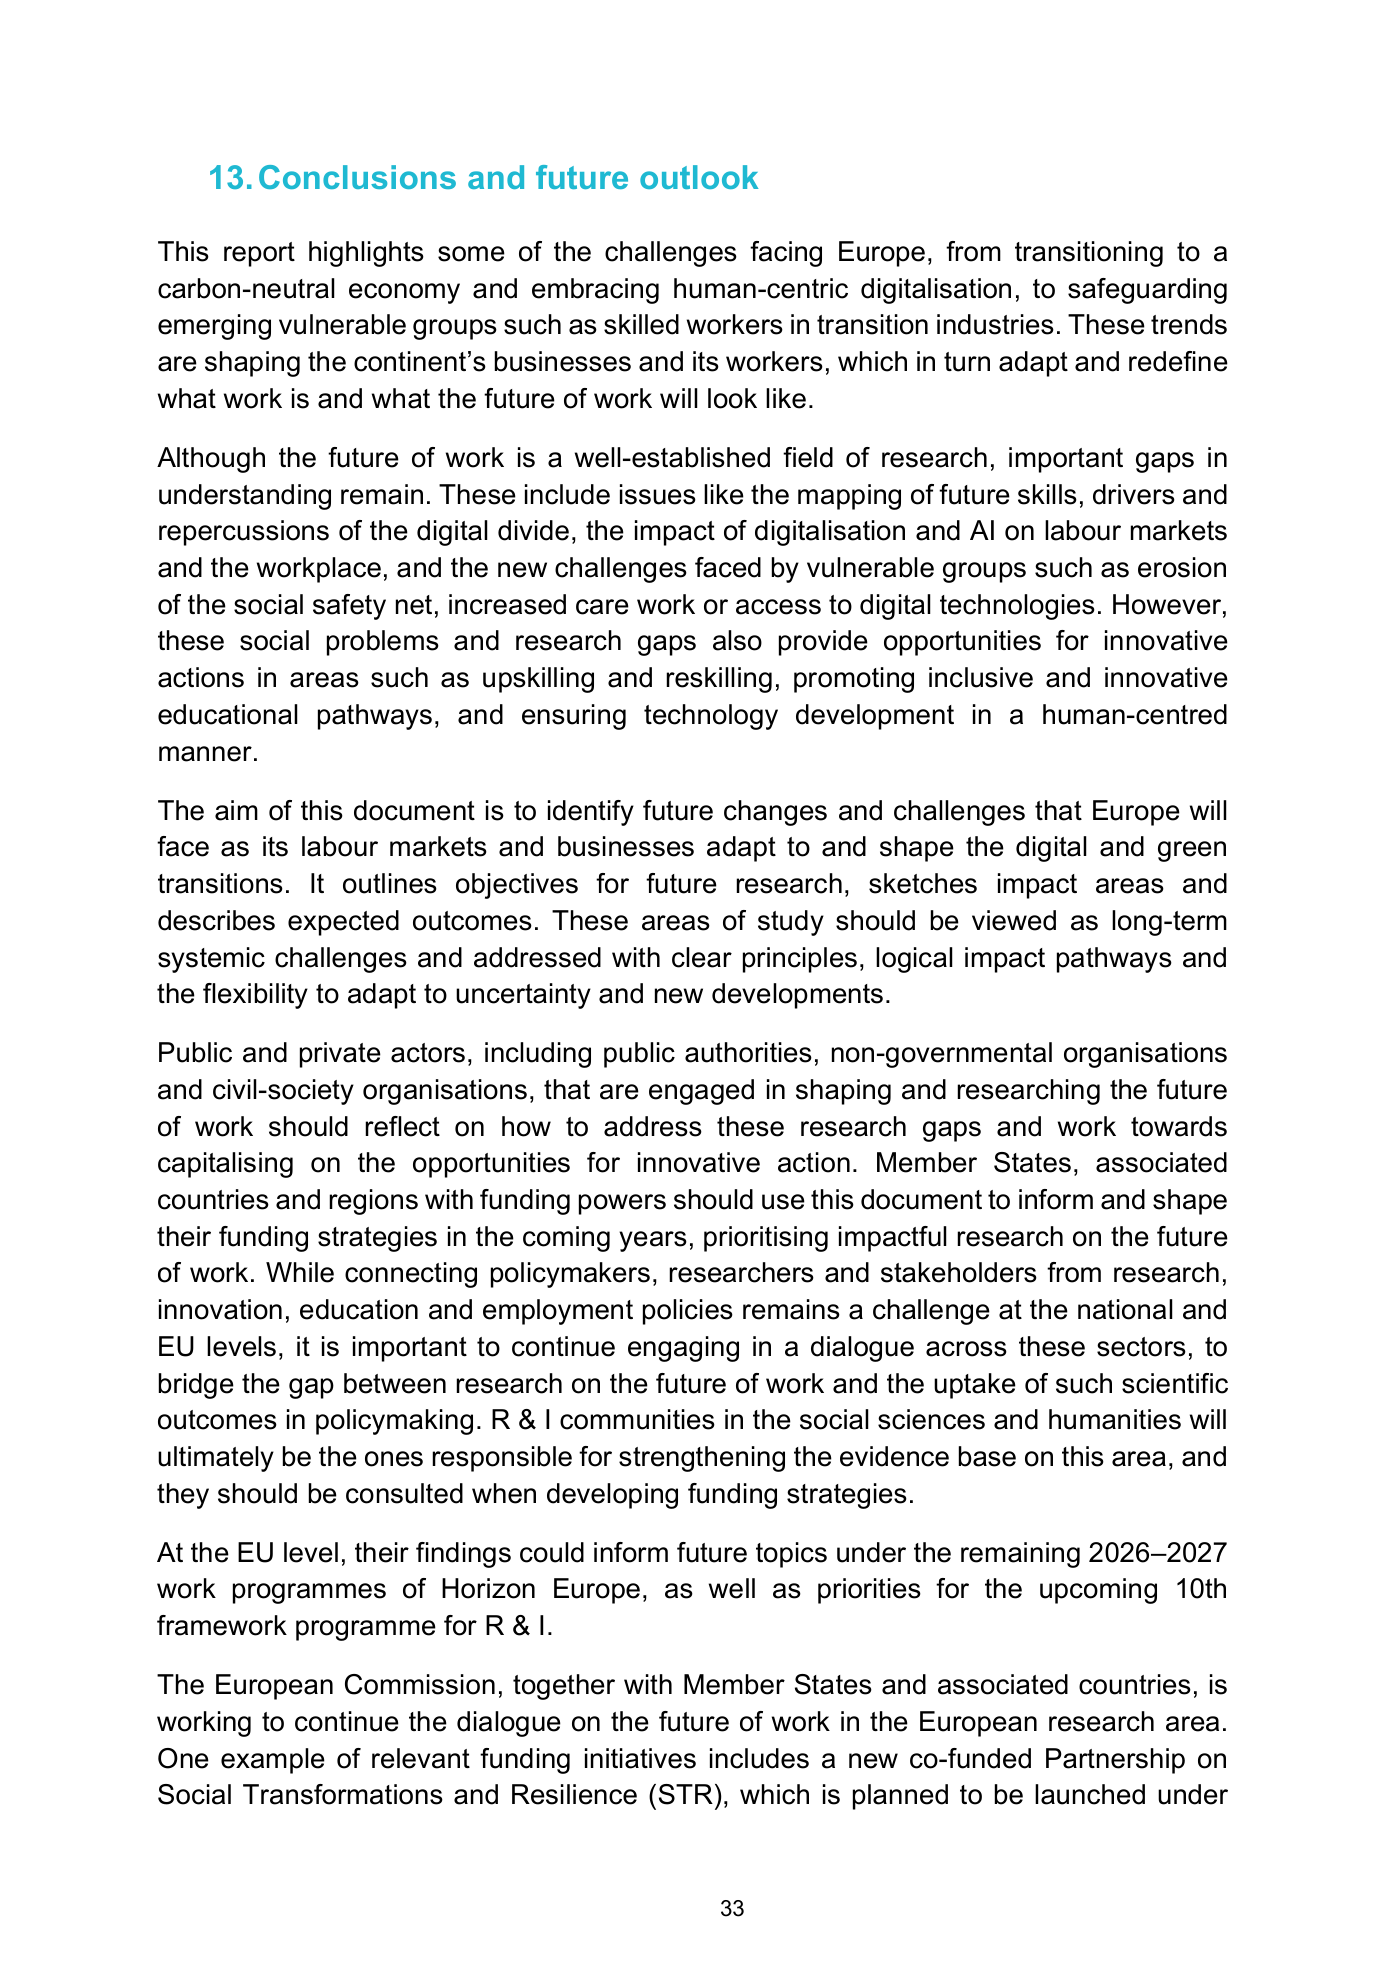 13. Conclusions and future outlook
This report highlights some of the challenges facing Europe, from transitioning to a
carbon-neutral economy and embracing human-centric digitalisation, to safeguarding
emerging vulnerable groups such as skilled workers in transition industries. These trends
are shaping the continent’s businesses and its workers, which in turn adapt and redefine
what work is and what the future of work will look like.
Although the future of work is a well-established field of research, important gaps in
understanding remain. These include issues like the mapping of future skills, drivers and
repercussions of the digital divide, the impact of digitalisation and AI on labour markets
and the workplace, and the new challenges faced by vulnerable groups such as erosion
of the social safety net, increased care work or access to digital technologies. However,
these social problems and research gaps also provide opportunities for innovative
actions in areas such as upskilling and reskilling, promoting inclusive and innovative
educational pathways, and ensuring technology development in a human-centred
manner.
The aim of this document is to identify future changes and challenges that Europe will
face as its labour markets and businesses adapt to and shape the digital and green
transitions. It outlines objectives for future research, sketches impact areas and
describes expected outcomes. These areas of study should be viewed as long-term
systemic challenges and addressed with clear principles, logical impact pathways and
the flexibility to adapt to uncertainty and new developments.
Public and private actors, including public authorities, non-governmental organisations
and civil-society organisations, that are engaged in shaping and researching the future
of work should reflect on how to address these research gaps and work towards
capitalising on the opportunities for innovative action. Member States, associated
countries and regions with funding powers should use this document to inform and shape
their funding strategies in the coming years, prioritising impactful research on the future
of work. While connecting policymakers, researchers and stakeholders from research,
innovation, education and employment policies remains a challenge at the national and
EU levels, it is important to continue engaging in a dialogue across these sectors, to
bridge the gap between research on the future of work and the uptake of such scientific
outcomes in policymaking. R & I communities in the social sciences and humanities will
ultimately be the ones responsible for strengthening the evidence base on this area, and
they should be consulted when developing funding strategies.
At the EU level, their findings could inform future topics under the remaining 2026–2027
work programmes of Horizon Europe, as well as priorities for the upcoming 10th
framework programme for R & I.
The European Commission, together with Member States and associated countries, is
working to continue the dialogue on the future of work in the European research area.
One example of relevant funding initiatives includes a new co-funded Partnership on
Social Transformations and Resilience (STR), which is planned to be launched under
33